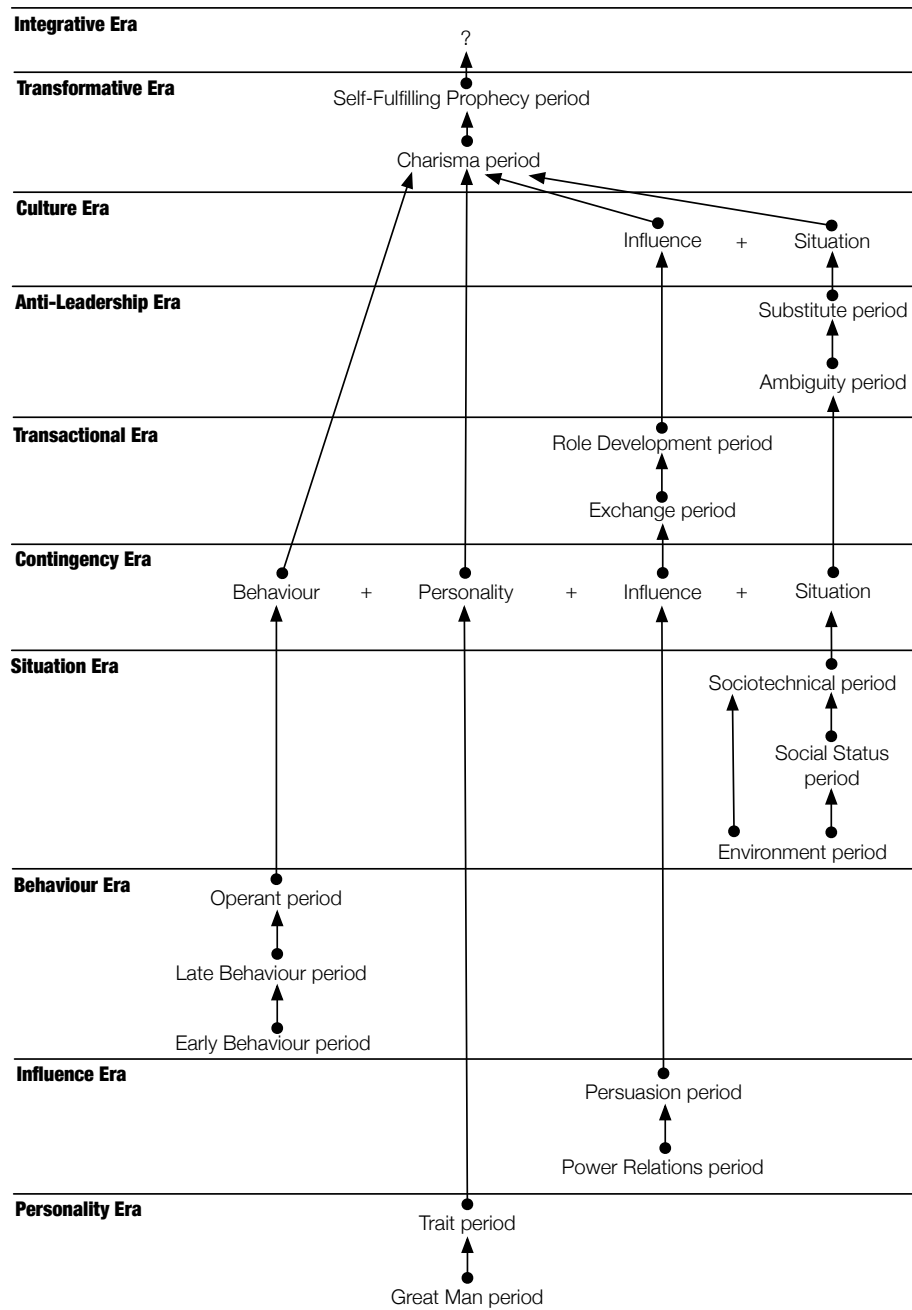 Integrative Era
?
Transformative Era
Self-Fulfilling Prophecy period
Charisma period
Culture Era
Influence + Situation
Anti-Leadership Era
Substitute period
Ambiguity period
Transactional Era
Role Development period
Exchange period
Contingency Era
Behaviour + Personality + Influence + Situation
Situation Era
Sociotechnical period
Social Status
period
Environment period
Behaviour Era
Operant period
Late Behaviour period
Early Behaviour period
Influence Era
Persuasion period
Power Relations period
Personality Era
Trait period
Great Man period